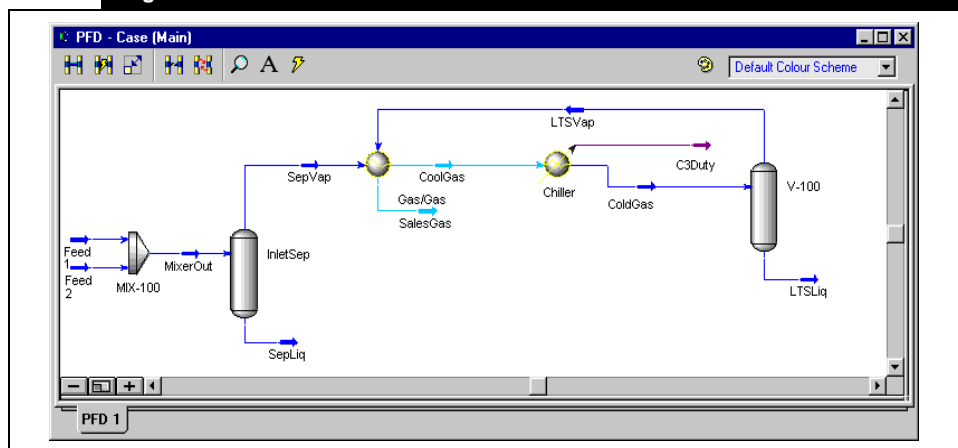 PFD - Case (Main)
A
Default Colour Scheme
LTSVap
SepVap
CoolGas
C3Duty
Gas/Gas
SalesGas
Chiller
ColdGas
V-100
Feed
1
MixerOut
InletSep
Feed
2
MIX-100
LTSLiq
SepLiq
PFD 1